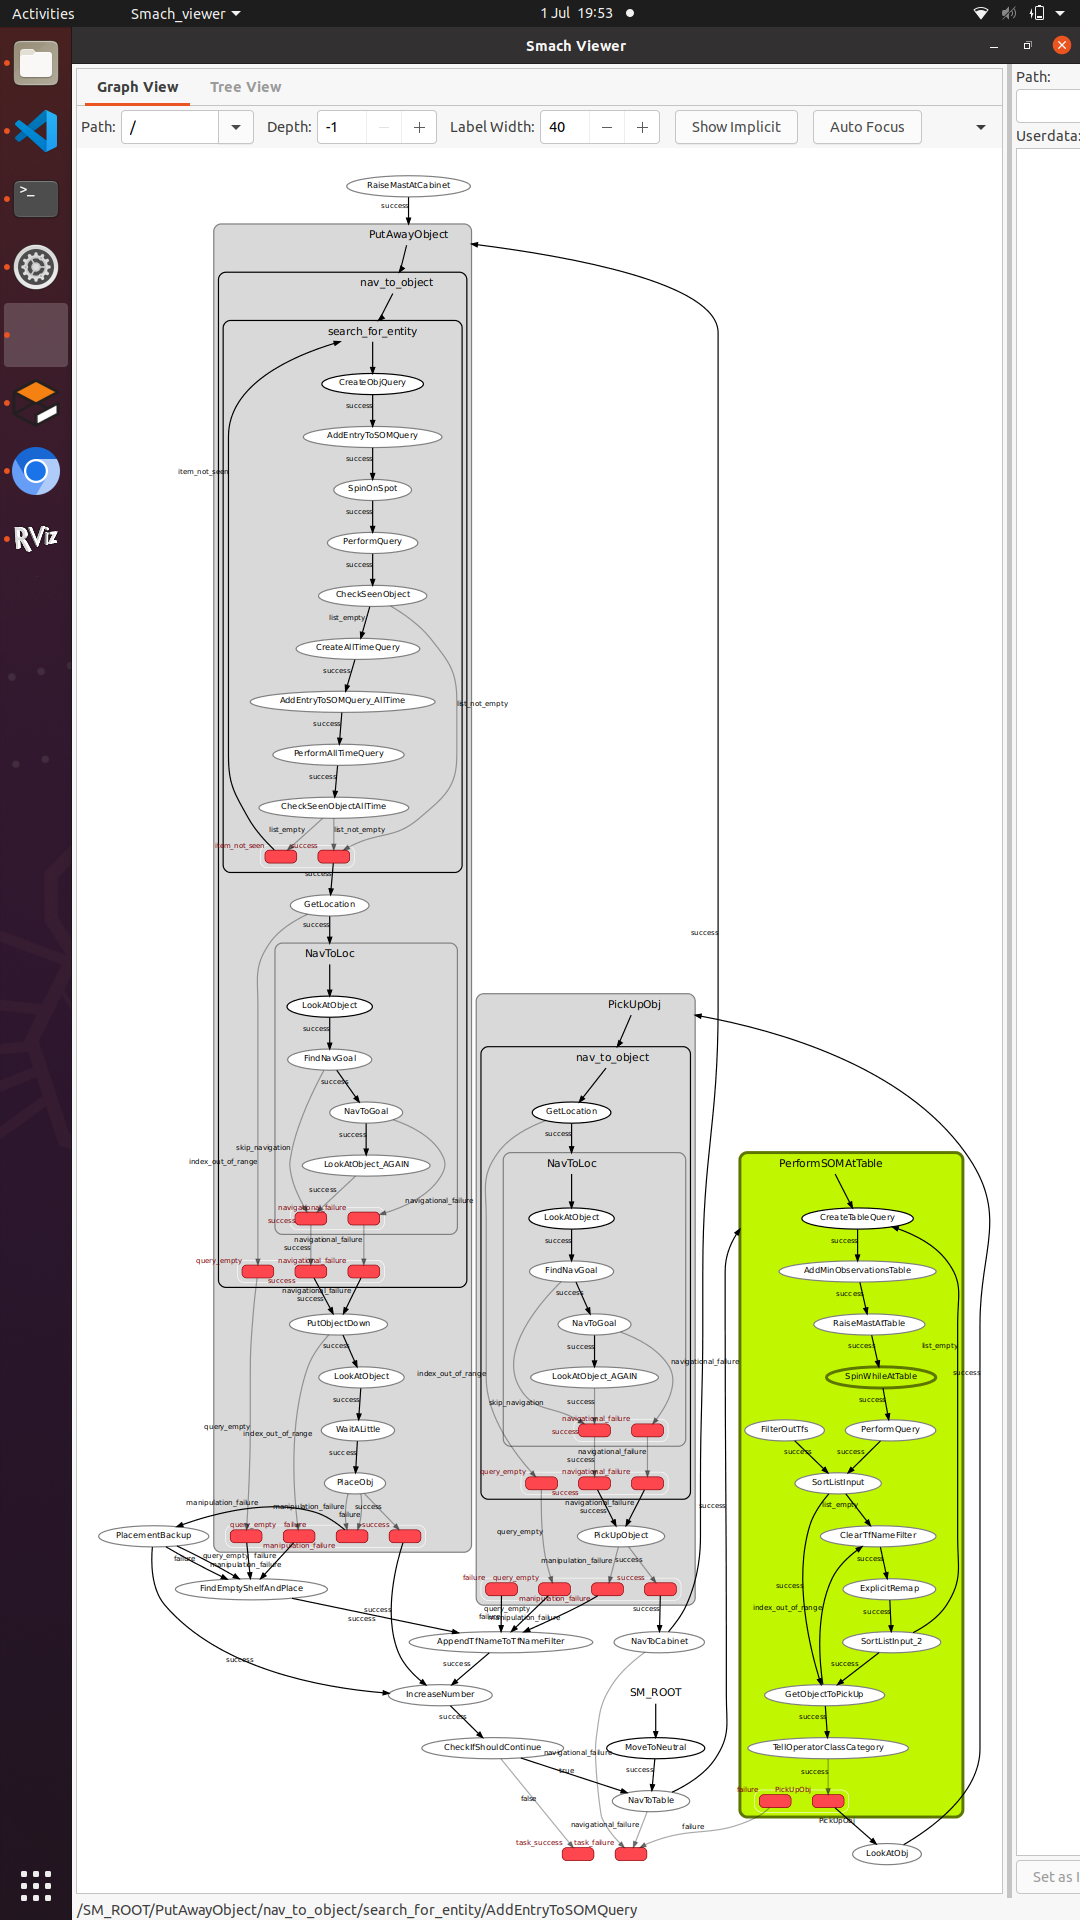 Activities
Smach_viewer
1 Jul 19:53
Smach Viewer
Graph View
Tree View
Path:
/
Depth:
-1
Label Width:
40
Show Implicit
Auto Focus
Path:
Userdata:
RaiseMastAtCabinet
success
PutAwayObject
nav_to_object
search_for_entity
CreateObjQuery
success
AddEntryToSOMQuery
success
item_not_seen
SpinOnSpot
success
PerformQuery
success
CheckSeenObject
list_empty
CreateAllTimeQuery
success
AddEntryToSOMQuery_AllTime
list_not_empty
success
PerformAllTimeQuery
success
CheckSeenObjectAllTime
list_empty
list_not_empty
item_not_seen
success
success
GetLocation
success
NavToLoc
LookAtObject
success
FindNavGoal
success
NavToGoal
success
skip_navigation
index_out_of_range
LookAtObject_AGAIN
success
navigational_failure
navigational_failure
success
navigational_failure
success
query_empty
navigational_failure
success
navigational_failure
success
PutObjectDown
success
LookAtObject
index_out_of_range
success
query_empty
index_out_of_range
WaitALittle
success
PlaceObj
manipulation_failure
manipulation_failure
success
failure
query_empty
failure
success
manipulation_failure
PlacementBackup
failure
query_empty
failure
manipulation_failure
FindEmptyShelfAndPlace
success
success
success
PickUpObj
nav_to_object
GetLocation
success
NavToLoc
LookAtObject
success
FindNavGoal
success
NavToGoal
success
navigational_failure
LookAtObject_AGAIN
success
skip_navigation
navigational_failure
success
navigational_failure
success
query_empty
navigational_failure
success
navigational_failure
success
query_empty
PickUpObject
manipulation_failure
success
failure
query_empty
success
manipulation_failure
query_empty
failure
manipulation_failure
success
AppendTfNameToTfNameFilter
NavToCabinet
success
success
success
IncreaseNumber
success
SM_ROOT
CheckIfShouldContinue
navigational_failure
MoveToNeutral
success
true
NavToTable
false
navigational_failure
failure
task_success
task_failure
PerformSOMAtTable
CreateTableQuery
success
AddMinObservationsTable
success
RaiseMastAtTable
success
list_empty
success
SpinWhileAtTable
success
FilterOutTfs
PerformQuery
success
success
SortListInput
list_empty
ClearTfNameFilter
success
success
ExplicitRemap
index_out_of_range
success
SortListInput_2
success
GetObjectToPickUp
success
TellOperatorClassCategory
success
failure
PickUpObj
PickUpObj
LookAtObj
Set as I
RViz
/SM_ROOT/PutAwayObject/nav_to_object/search_for_entity/AddEntryToSOMQuery